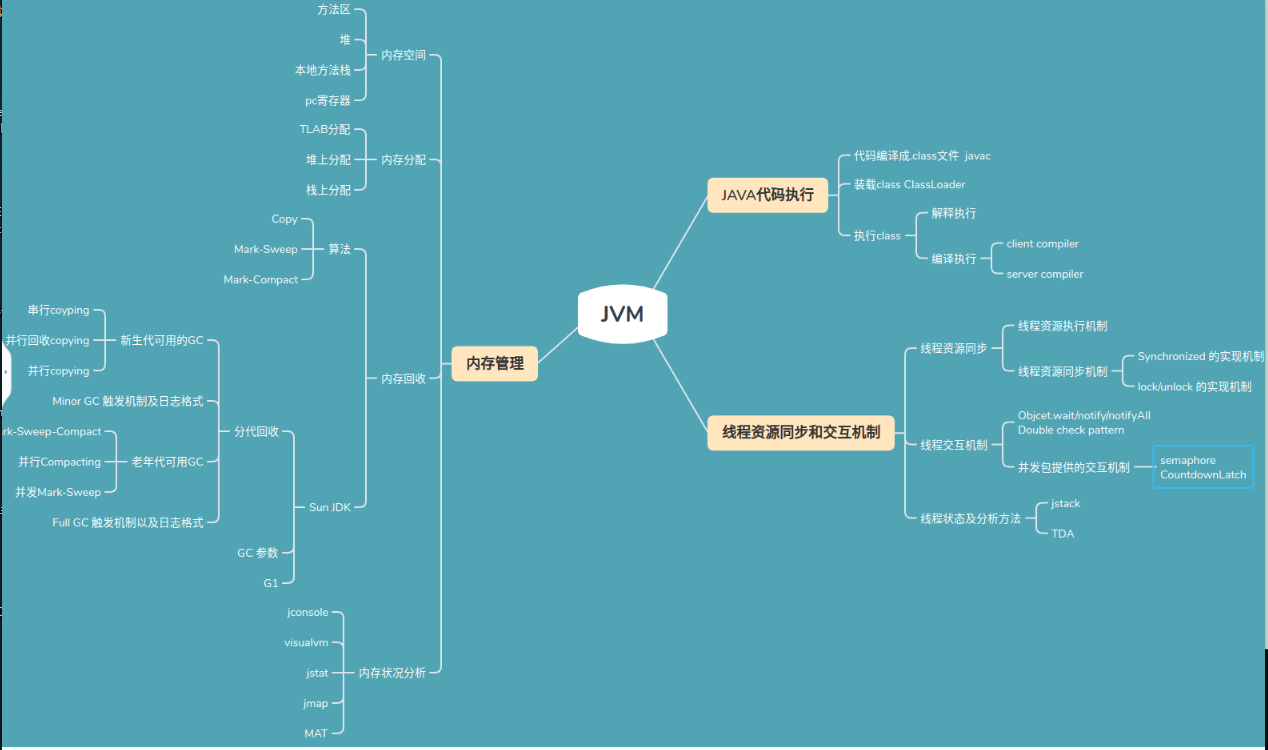 JVM
JAVA代码执行
代码编译成.class文件 javac
装载class ClassLoader
执行class
解释执行
编译执行
client compiler
server compiler
线程资源同步和交互机制
线程资源同步
线程资源执行机制
线程资源同步机制
Synchronized 的实现机制
lock/unlock 的实现机制
线程交互机制
Objcet.wait/notify/notifyAll
Double check pattern
并发包提供的交互机制
semaphore
CountdownLatch
线程状态及分析方法
jstack
TDA
内存管理
内存空间
方法区
堆
本地方法栈
pc寄存器
内存分配
TLAB分配
堆上分配
栈上分配
内存回收
算法
Copy
Mark-Sweep
Mark-Compact
Sun JDK
分代回收
新生代可用的GC
串行coyping
并行回收copying
并行copying
Minor GC 触发机制及日志格式
老年代可用GC
rk-Sweep-Compact
并行Compacting
并发Mark-Sweep
Full GC 触发机制以及日志格式
GC 参数
G1
内存状况分析
jconsole
visualvm
jstat
jmap
MAT